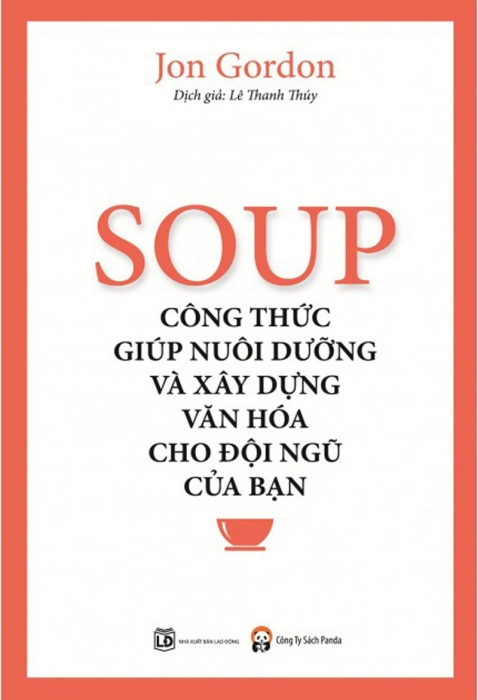 Jon Gordon
Dịch giả: Lê Thanh Thúy
SOUP
CÔNG THỨC
GIÚP NUÔI DƯỠNG
VÀ XÂY DỰNG
VĂN HÓA
CHO ĐỘI NGŨ
CỦA BẠN
LĐ NHÀ XUẤT BẢN LAO ĐỘNG Công Ty Sách Panda